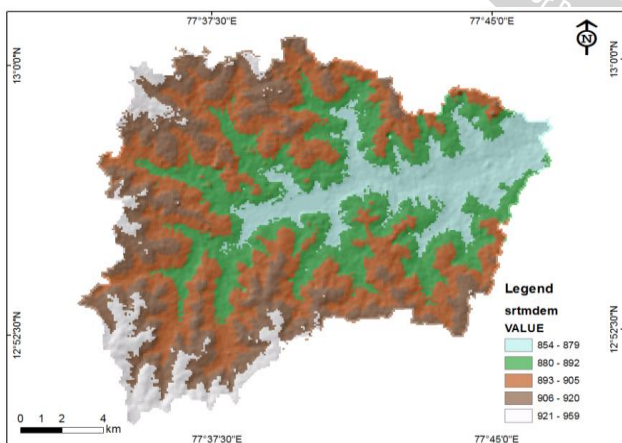 77°37'30"E
77°45'0"E
N
13°0'0"N
13°0'0"N
12°52'30"N
12°52'30"N
Legend
srtmdem
VALUE
854 - 879
880 - 892
893 - 905
906 - 920
921 - 959
0 1 2 4
km
77°37'30"E
77°45'0"E